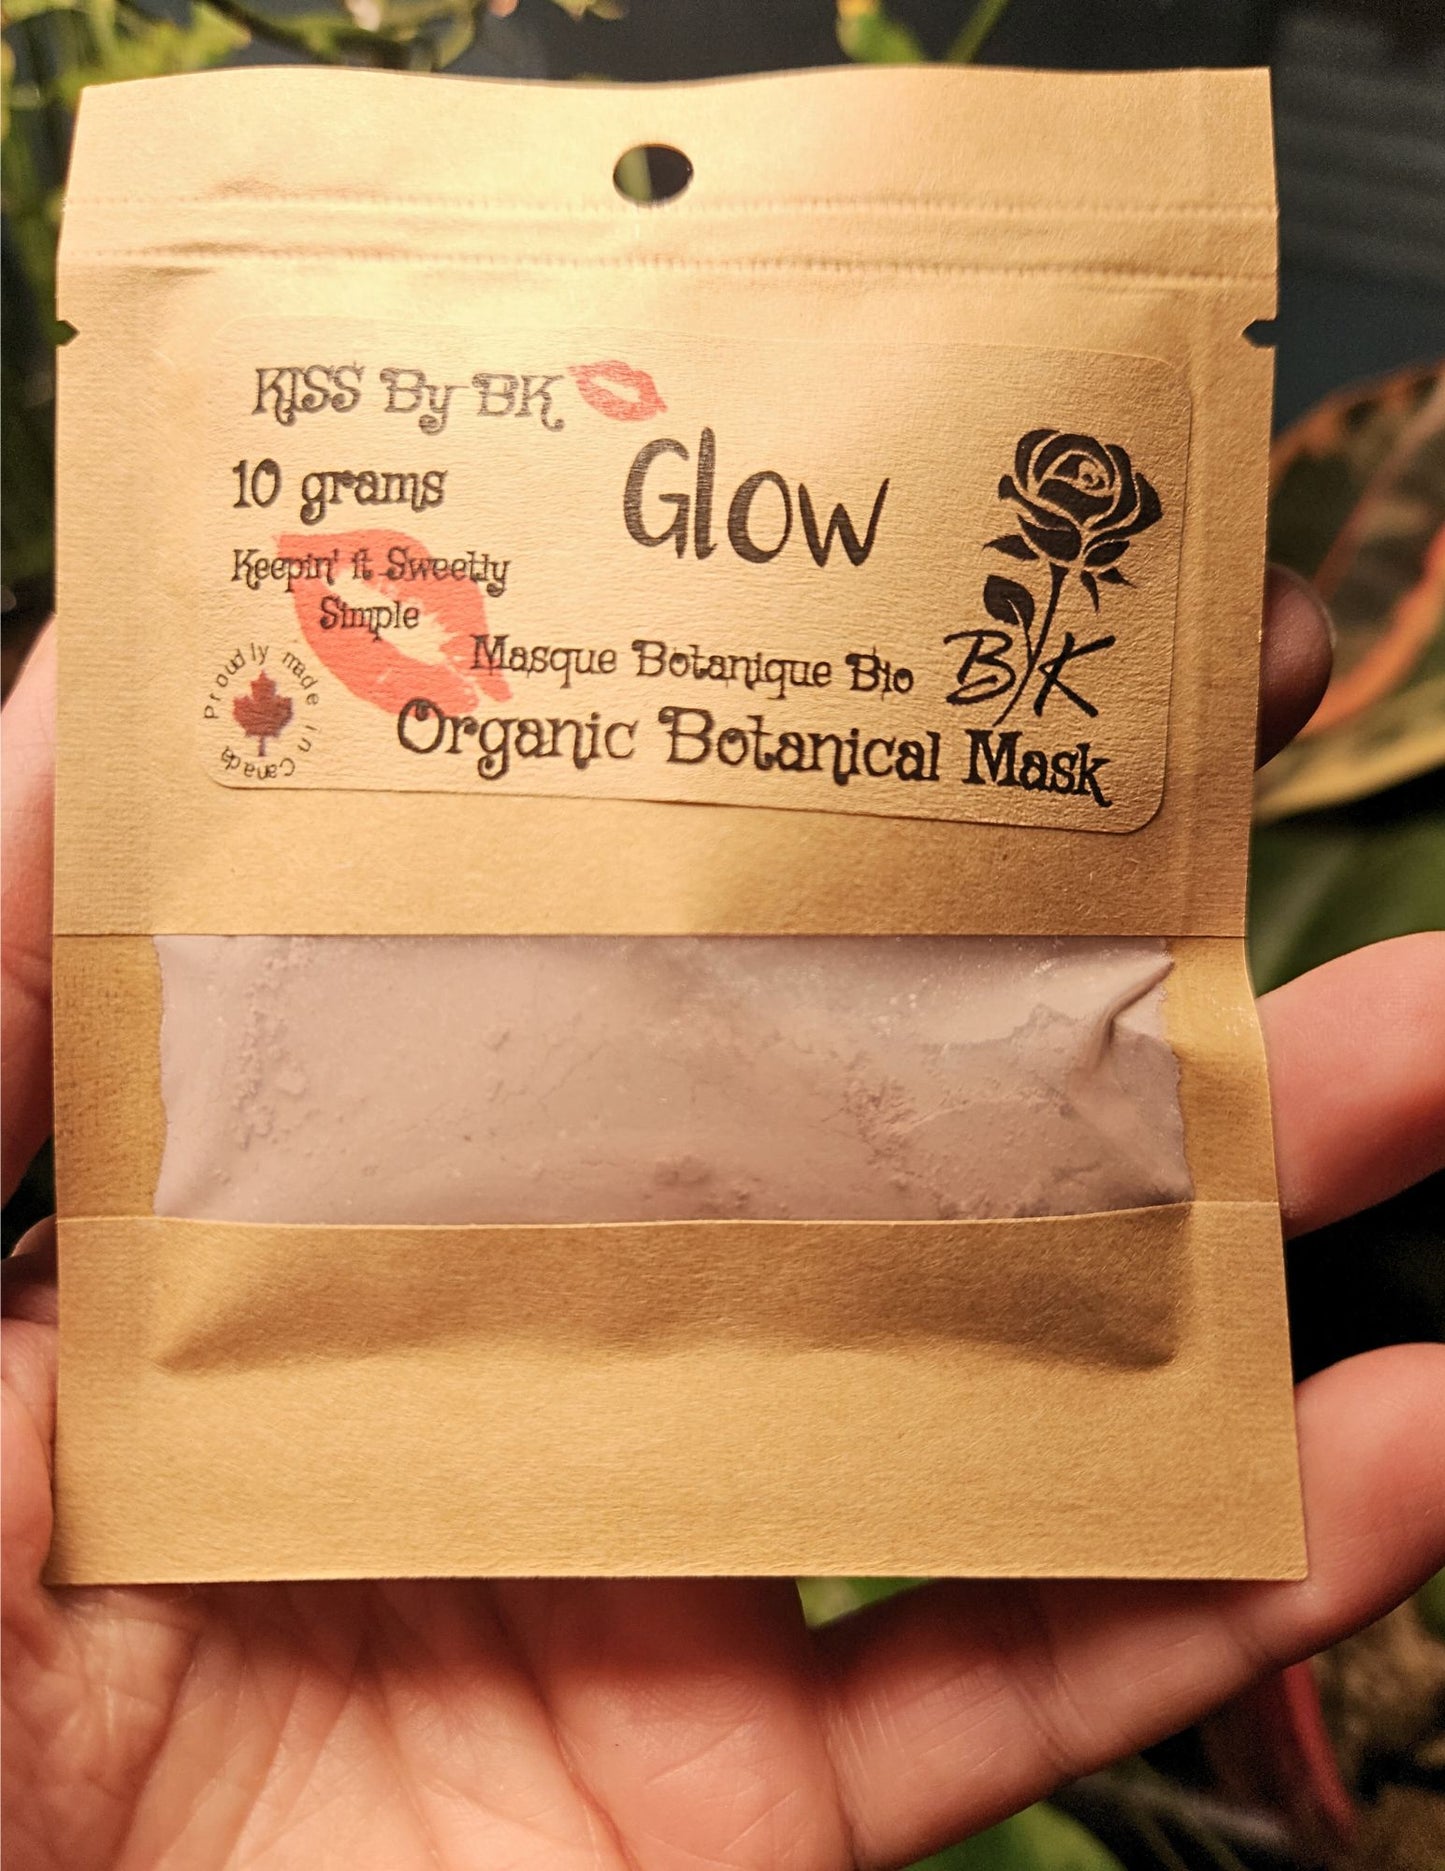 KISS By BK
10 grams
Glow
Keepin' it Sweetly
Simple
Proudly made in Canada
Masque Botanique Bio
Organic Botanical Mask
BK